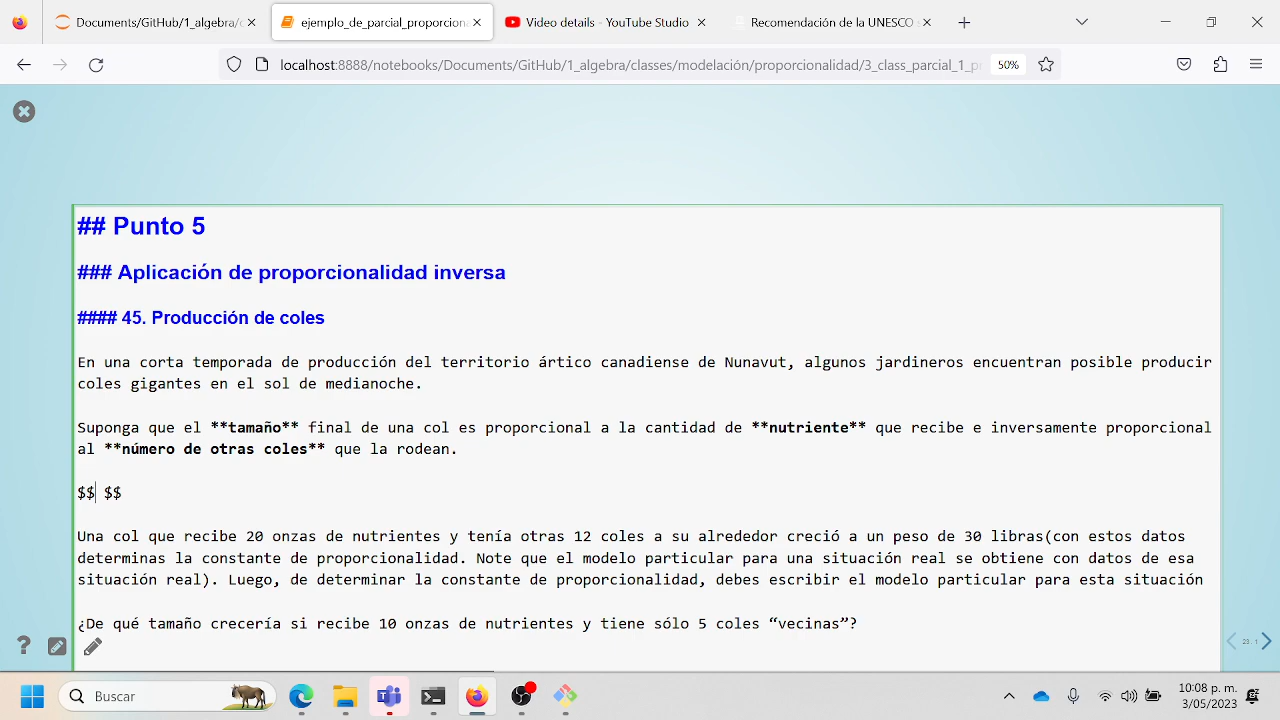 Documents/GitHub/1_algebra/c
ejemplo_de_parcial_proporcion
Video details - YouTube Studio
Recomendación de la UNESCO
localhost:8888/notebooks/Documents/GitHub/1_algebra/classes/modelación/proporcionalidad/3_class_parcial_1_p
50%
## Punto 5
### Aplicación de proporcionalidad inversa
#### 45. Producción de coles
En una corta temporada de producción del territorio ártico canadiense de Nunavut, algunos jardineros encuentran posible producir
coles gigantes en el sol de medianoche.
Suponga que el **tamaño** final de una col es proporcional a la cantidad de **nutriente** que recibe e inversamente proporcional
al **número de otras coles** que la rodean.
$$ $$
Una col que recibe 20 onzas de nutrientes y tenía otras 12 coles a su alrededor creció a un peso de 30 libras(con estos datos
determinas la constante de proporcionalidad. Note que el modelo particular para una situación real se obtiene con datos de esa
situación real). Luego, de determinar la constante de proporcionalidad, debes escribir el modelo particular para esta situación
¿De qué tamaño crecería si recibe 10 onzas de nutrientes y tiene sólo 5 coles “vecinas”?
?
23.1
Buscar
10:08 p. m.
3/05/2023